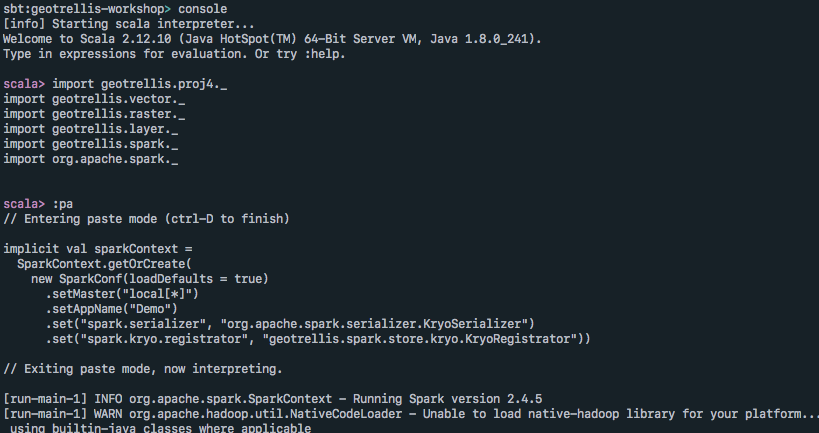 sbt:geotrellis-workshop> console
[info] Starting scala interpreter...
Welcome to Scala 2.12.10 (Java HotSpot(TM) 64-Bit Server VM, Java 1.8.0_241).
Type in expressions for evaluation. Or try :help.
scala> import geotrellis.proj4._
import geotrellis.vector._
import geotrellis.raster._
import geotrellis.layer._
import geotrellis.spark._
import org.apache.spark._
scala> :pa
// Entering paste mode (ctrl-D to finish)
implicit val sparkContext =
  SparkContext.getOrCreate(
    new SparkConf(loadDefaults = true)
      .setMaster("local[*]")
      .setAppName("Demo")
      .set("spark.serializer", "org.apache.spark.serializer.KryoSerializer")
      .set("spark.kryo.registrator", "geotrellis.spark.store.kryo.KryoRegistrator"))
// Exiting paste mode, now interpreting.
[run-main-1] INFO org.apache.spark.SparkContext - Running Spark version 2.4.5
[run-main-1] WARN org.apache.hadoop.util.NativeCodeLoader - Unable to load native-hadoop library for your platform...
 using builtin-java classes where applicable